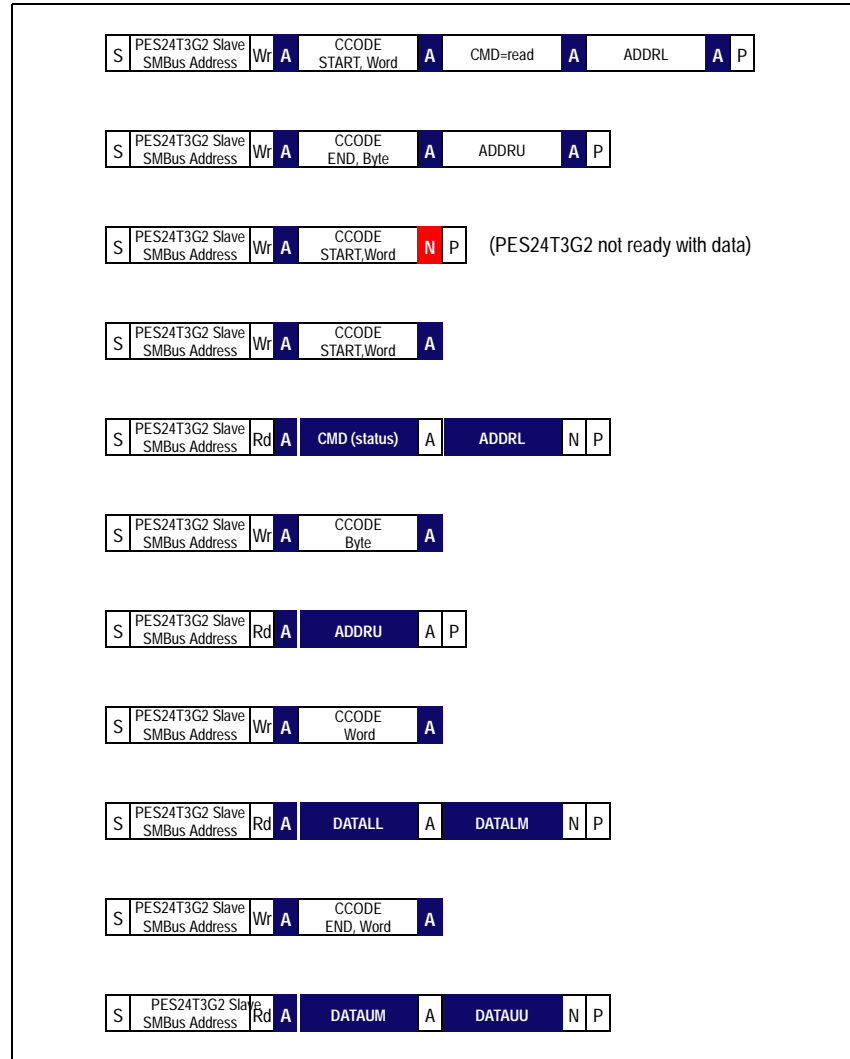 S PES24T3G2 Slave SMBus Address Wr A CCODE START, Word A CMD=read A ADDRL A P
S PES24T3G2 Slave SMBus Address Wr A CCODE END, Byte A ADDRU A P
S PES24T3G2 Slave SMBus Address Wr A CCODE START,Word N P (PES24T3G2 not ready with data)
S PES24T3G2 Slave SMBus Address Wr A CCODE START,Word A
S PES24T3G2 Slave SMBus Address Rd A CMD (status) A ADDRL N P
S PES24T3G2 Slave SMBus Address Wr A CCODE Byte A
S PES24T3G2 Slave SMBus Address Rd A ADDRU A P
S PES24T3G2 Slave SMBus Address Wr A CCODE Word A
S PES24T3G2 Slave SMBus Address Rd A DATALL A DATALM N P
S PES24T3G2 Slave SMBus Address Wr A CCODE END, Word A
S PES24T3G2 Slave SMBus Address Rd A DATAUM A DATAUU N P